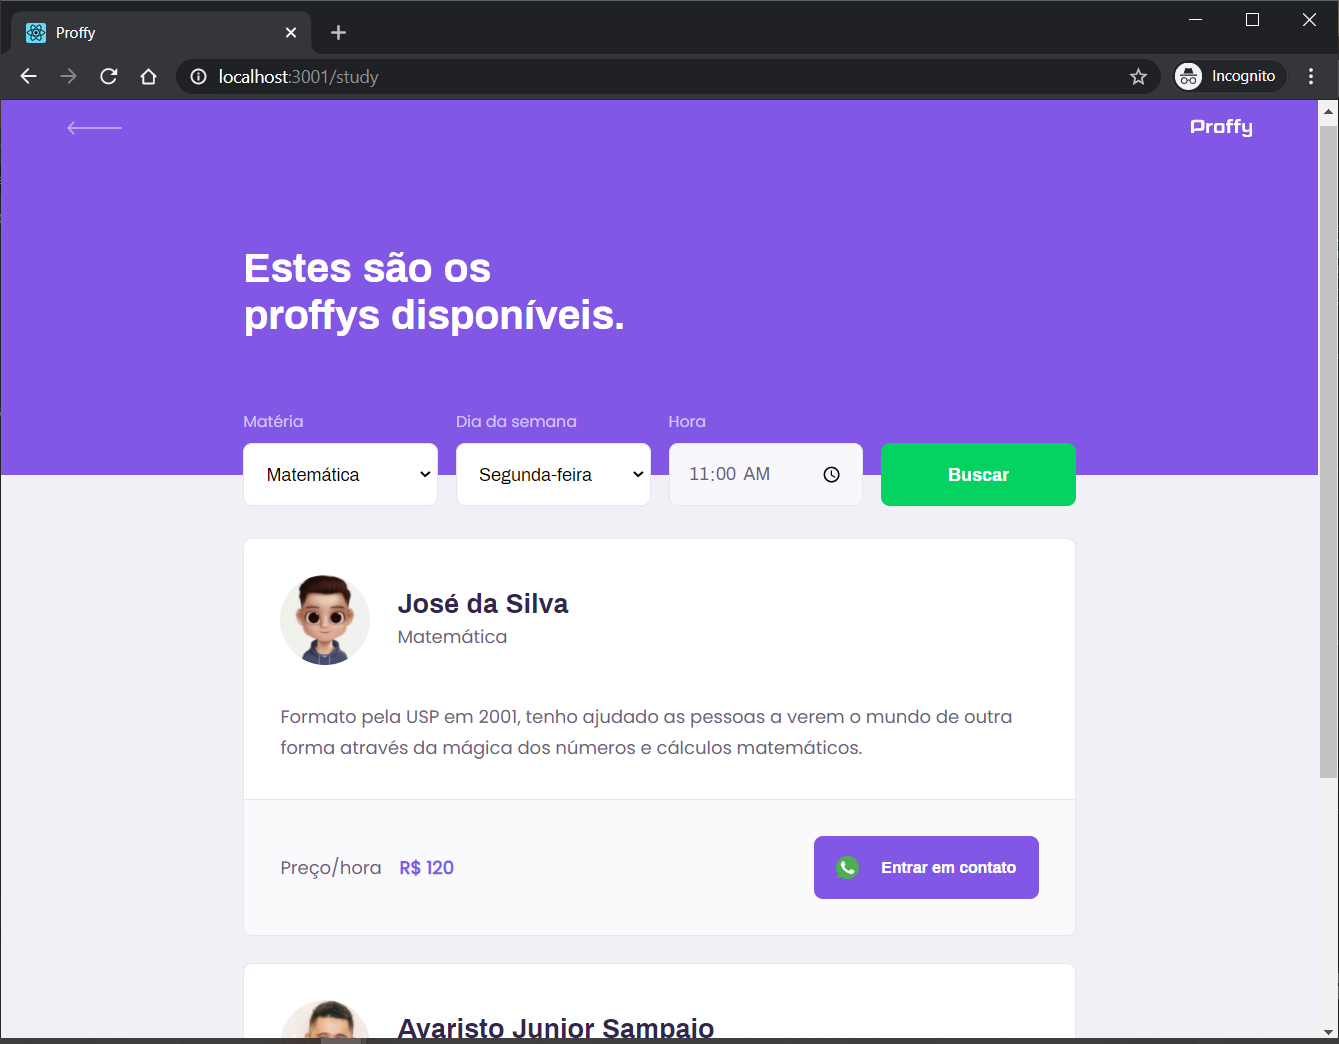 Proffy
localhost:3001/study
Incognito
Proffy
Estes são os
proffys disponíveis.
Matéria
Dia da semana
Hora
Matemática
Segunda-feira
11:00 AM
Buscar
José da Silva
Matemática
Formato pela USP em 2001, tenho ajudado as pessoas a verem o mundo de outra
forma através da mágica dos números e cálculos matemáticos.
Preço/hora
R$ 120
Entrar em contato
Avaristo Junior Sampaio